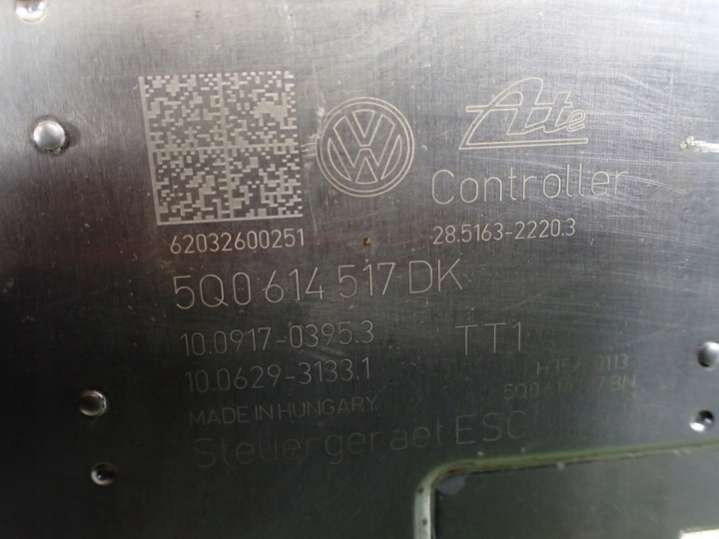 Ate
Controller
62032600251
28.5163-2220.3
5Q0 614 517 DK
10.0917-0395.3
TT1
10.0629-3133.1
MADE IN HUNGARY
Steuergeraet ESC